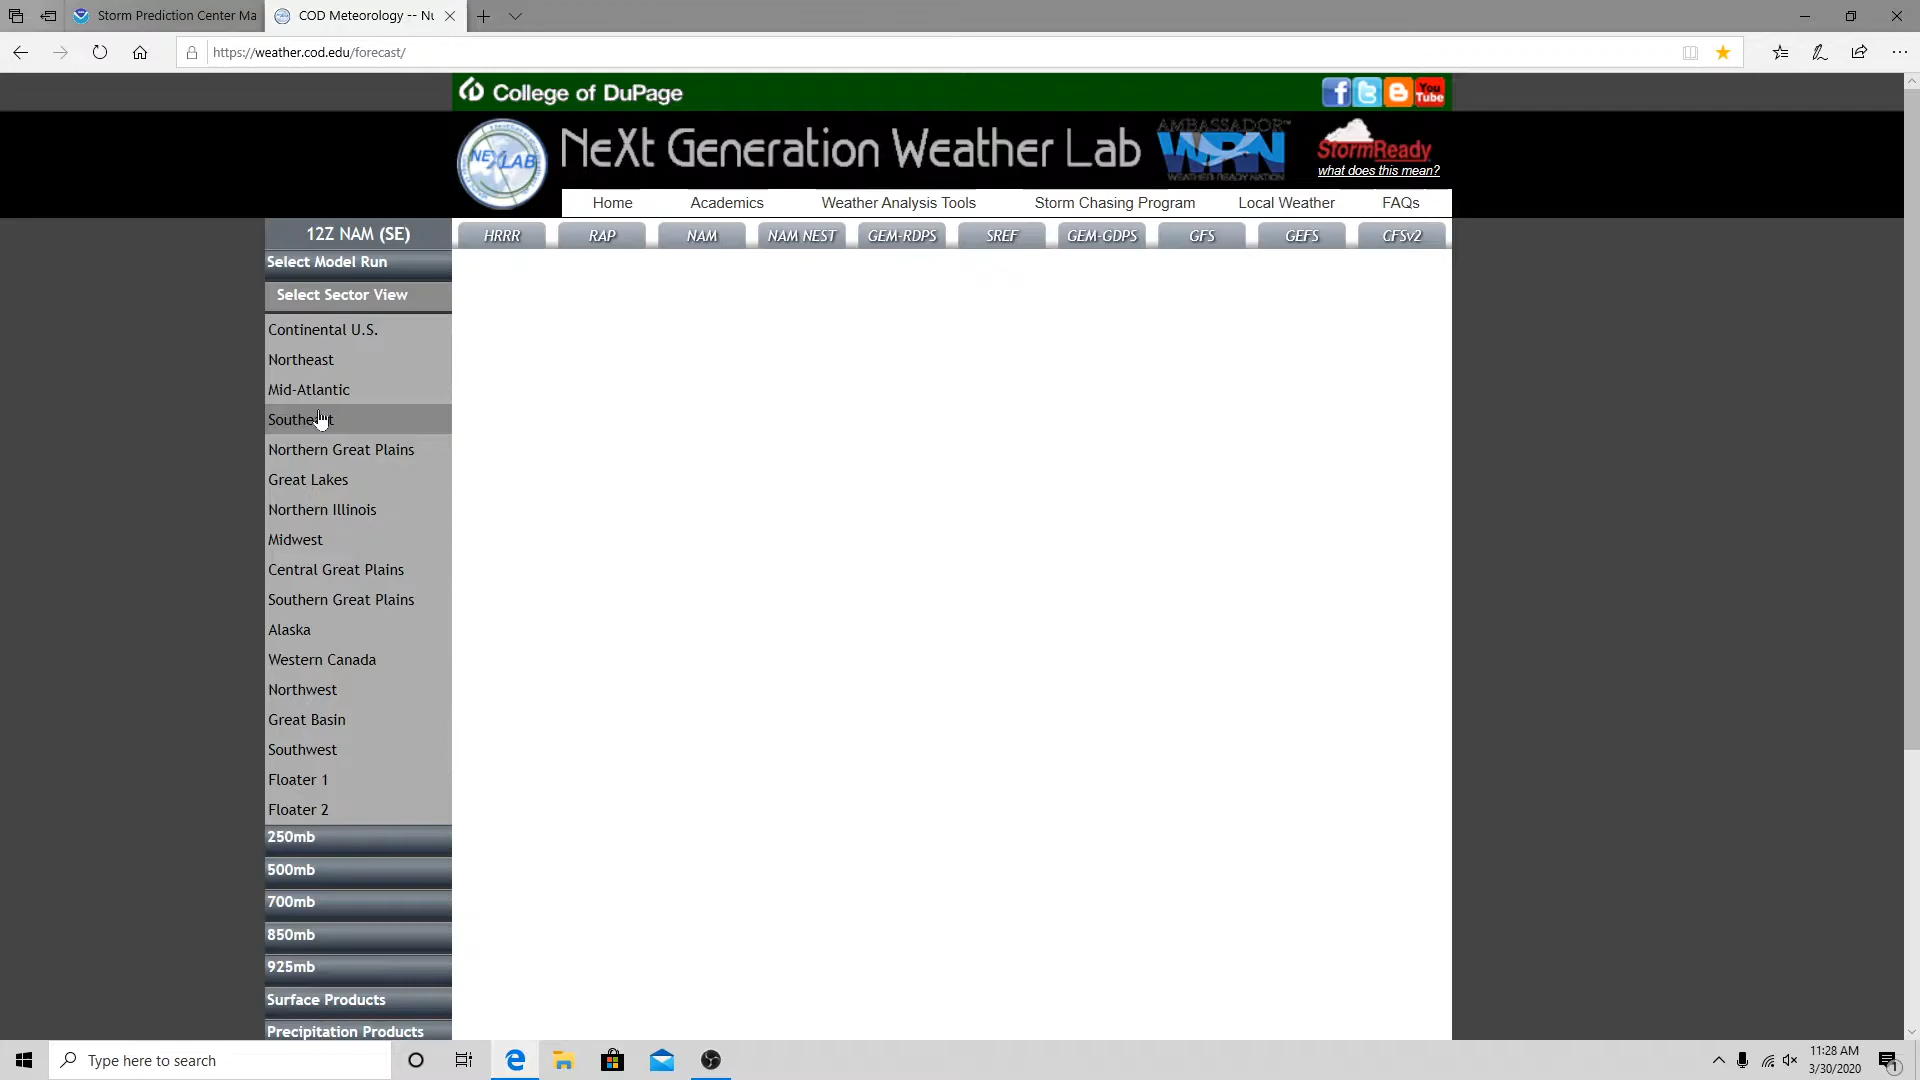 Storm Prediction Center Ma
COD Meteorology -- Nu
https://weather.cod.edu/forecast/
College of DuPage
You
Tube
NEXLAB
NeXt Generation Weather Lab
AMBASSADOR
WRN
WEATHER-READY NATION
StormReady
what does this mean?
Home Academics Weather Analysis Tools Storm Chasing Program Local Weather FAQs
12Z NAM (SE)
HRRR RAP NAM NAM NEST GEM-RDPS SREF GEM-GDPS GFS GEFS CFSv2
Select Model Run
Select Sector View
Continental U.S.
Northeast
Mid-Atlantic
Southeast
Northern Great Plains
Great Lakes
Northern Illinois
Midwest
Central Great Plains
Southern Great Plains
Alaska
Western Canada
Northwest
Great Basin
Southwest
Floater 1
Floater 2
250mb
500mb
700mb
850mb
925mb
Surface Products
Precipitation Products
Type here to search
11:28 AM
3/30/2020
1